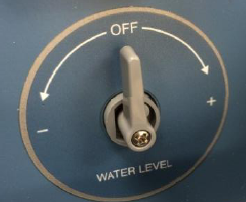 OFF
- +
WATER LEVEL